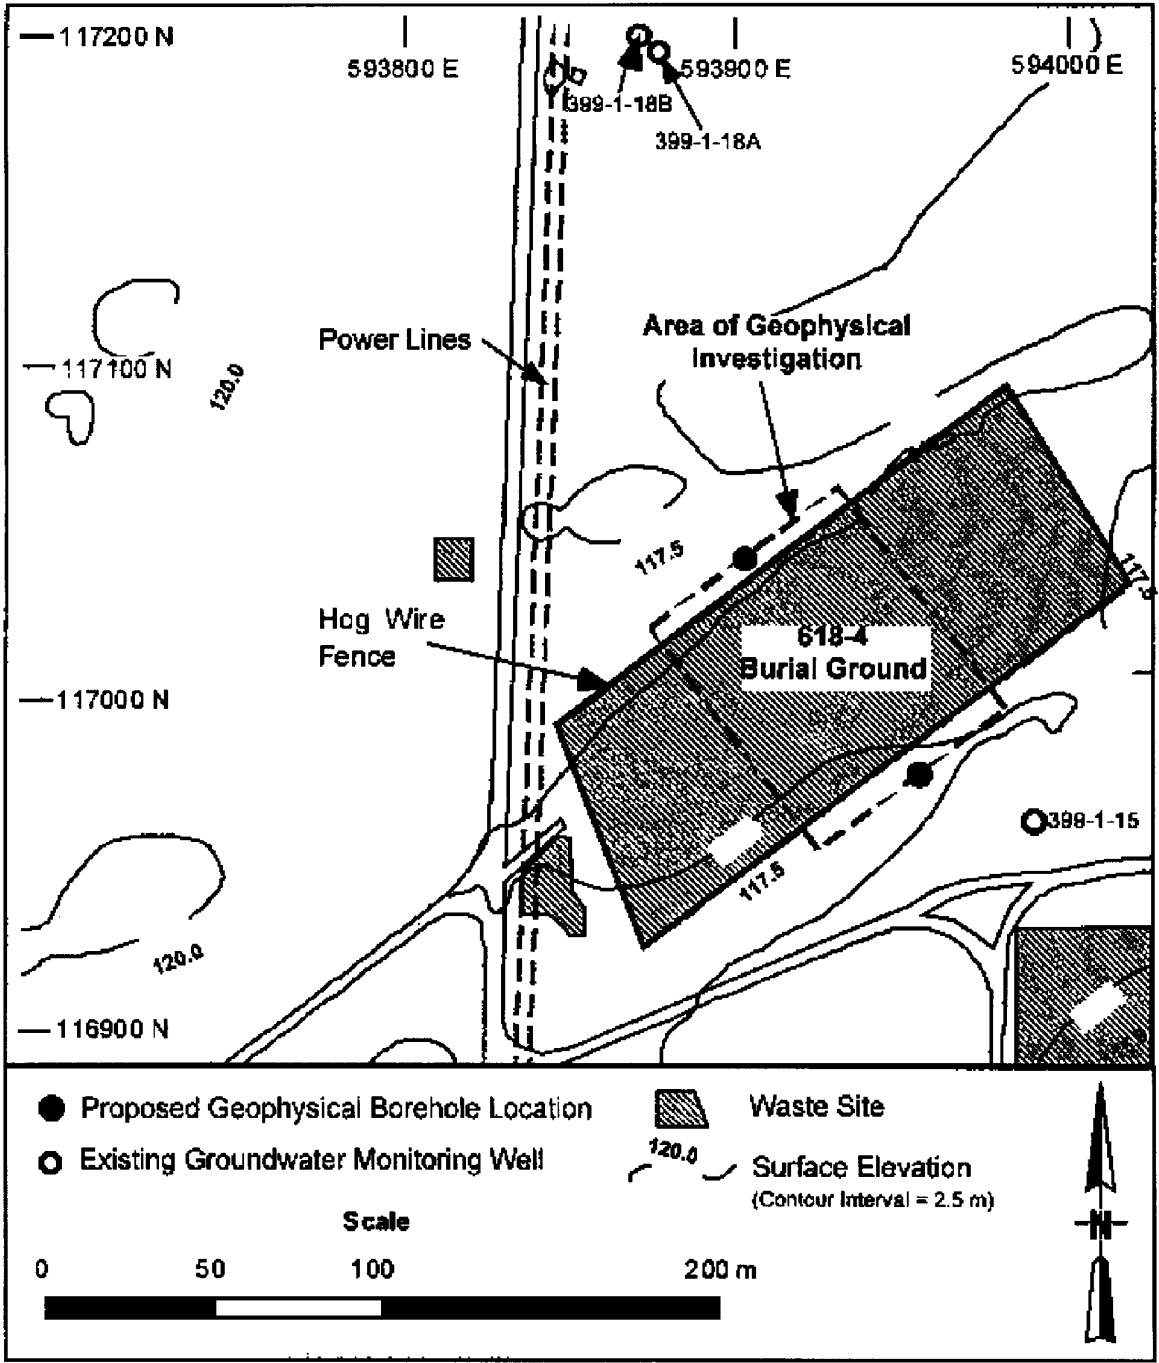 117200 N
593800 E
593900 E
594000 E
399-1-18B
399-1-18A
Power Lines
Area of Geophysical
Investigation
117100 N
120.0
117.5
117.5
Hog Wire
Fence
618-4
Burial Ground
117000 N
399-1-15
117.5
120.0
116900 N
Proposed Geophysical Borehole Location
Waste Site
Existing Groundwater Monitoring Well
120.0
Surface Elevation
(Contour Interval = 2.5 m)
Scale
0 50 100 200 m
N